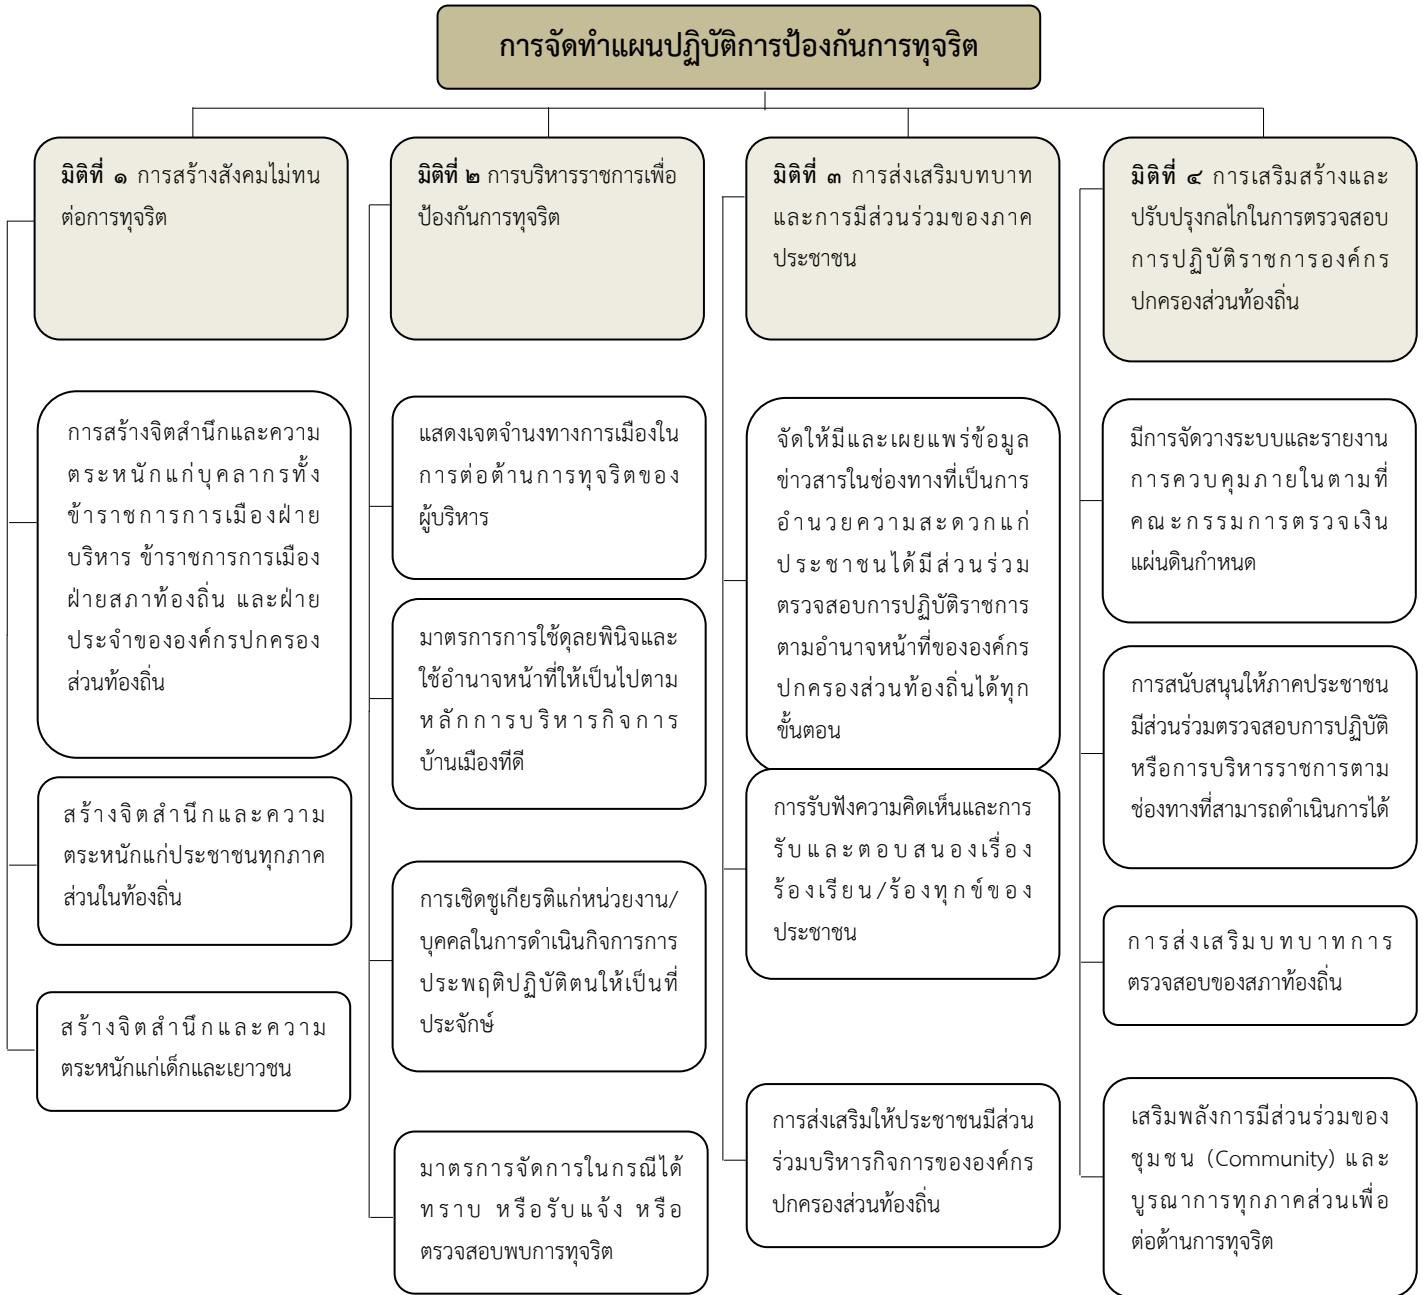 การจัดทำแผนปฏิบัติการป้องกันการทุจริต
มิติที่ ๑ การสร้างสังคมไม่ทน
ต่อการทุจริต
การสร้างจิตสำนึกและความ
ตระหนักแก่บุคลากรทั้ง
ข้าราชการการเมืองฝ่าย
บริหาร ข้าราชการการเมือง
ฝ่ายสภาท้องถิ่น และฝ่าย
ประจำขององค์กรปกครอง
ส่วนท้องถิ่น
สร้างจิตสำนึกและความ
ตระหนักแก่ประชาชนทุกภาค
ส่วนในท้องถิ่น
สร้างจิตสำนึกและความ
ตระหนักแก่เด็กและเยาวชน
มิติที่ ๒ การบริหารราชการเพื่อ
ป้องกันการทุจริต
แสดงเจตจำนงทางการเมืองใน
การต่อต้านการทุจริตของ
ผู้บริหาร
มาตรการการใช้ดุลยพินิจและ
ใช้อำนาจหน้าที่ให้เป็นไปตาม
หลักการบริหารกิจการ
บ้านเมืองทีดี
การเชิดชูเกียรติแก่หน่วยงาน/
บุคคลในการดำเนินกิจการการ
ประพฤติปฏิบัติตนให้เป็นที่
ประจักษ์
มาตรการจัดการในกรณีได้
ทราบ หรือรับแจ้ง หรือ
ตรวจสอบพบการทุจริต
มิติที่ ๓ การส่งเสริมบทบาท
และการมีส่วนร่วมของภาค
ประชาชน
จัดให้มีและเผยแพร่ข้อมูล
ข่าวสารในช่องทางที่เป็นการ
อำนวยความสะดวกแก่
ประชาชนได้มีส่วนร่วม
ตรวจสอบการปฏิบัติราชการ
ตามอำนาจหน้าที่ขององค์กร
ปกครองส่วนท้องถิ่นได้ทุก
ขั้นตอน
การรับฟังความคิดเห็นและการ
รับและตอบสนองเรื่อง
ร้องเรียน/ร้องทุกข์ของ
ประชาชน
การส่งเสริมให้ประชาชนมีส่วน
ร่วมบริหารกิจการขององค์กร
ปกครองส่วนท้องถิ่น
มิติที่ ๔ การเสริมสร้างและ
ปรับปรุงกลไกในการตรวจสอบ
การปฏิบัติราชการองค์กร
ปกครองส่วนท้องถิ่น
มีการจัดวางระบบและรายงาน
การควบคุมภายในตามที่
คณะกรรมการตรวจเงิน
แผ่นดินกำหนด
การสนับสนุนให้ภาคประชาชน
มีส่วนร่วมตรวจสอบการปฏิบัติ
หรือการบริหารราชการตาม
ช่องทางที่สามารถดำเนินการได้
การส่งเสริมบทบาทการ
ตรวจสอบของสภาท้องถิ่น
เสริมพลังการมีส่วนร่วมของ
ชุมชน (Community) และ
บูรณาการทุกภาคส่วนเพื่อ
ต่อต้านการทุจริต